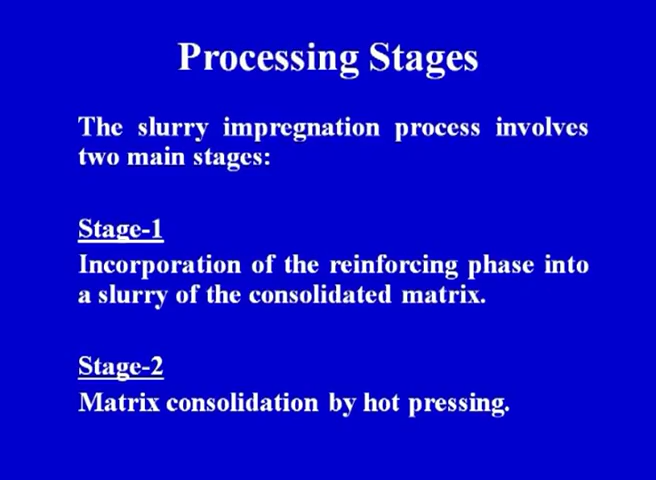 Processing Stages
The slurry impregnation process involves
two main stages:
Stage-1
Incorporation of the reinforcing phase into
a slurry of the consolidated matrix.
Stage-2
Matrix consolidation by hot pressing.